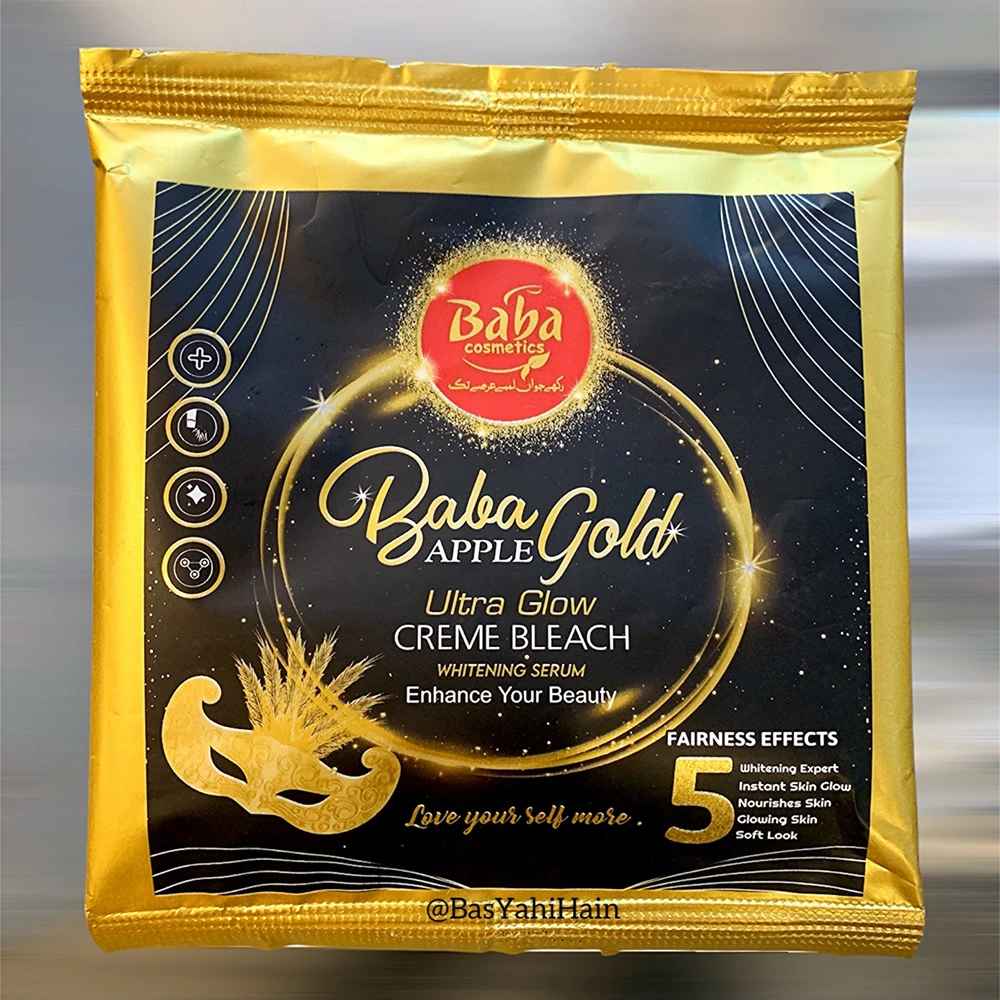 Baba
cosmetics
رکھے جواں لمبے عرصے تک
Baba
APPLE Gold
Ultra Glow
CREME BLEACH
WHITENING SERUM
Enhance Your Beauty
FAIRNESS EFFECTS
5
Whitening Expert
Instant Skin Glow
Nourishes Skin
Glowing Skin
Soft Look
Love your self more .
@BasYahiHain